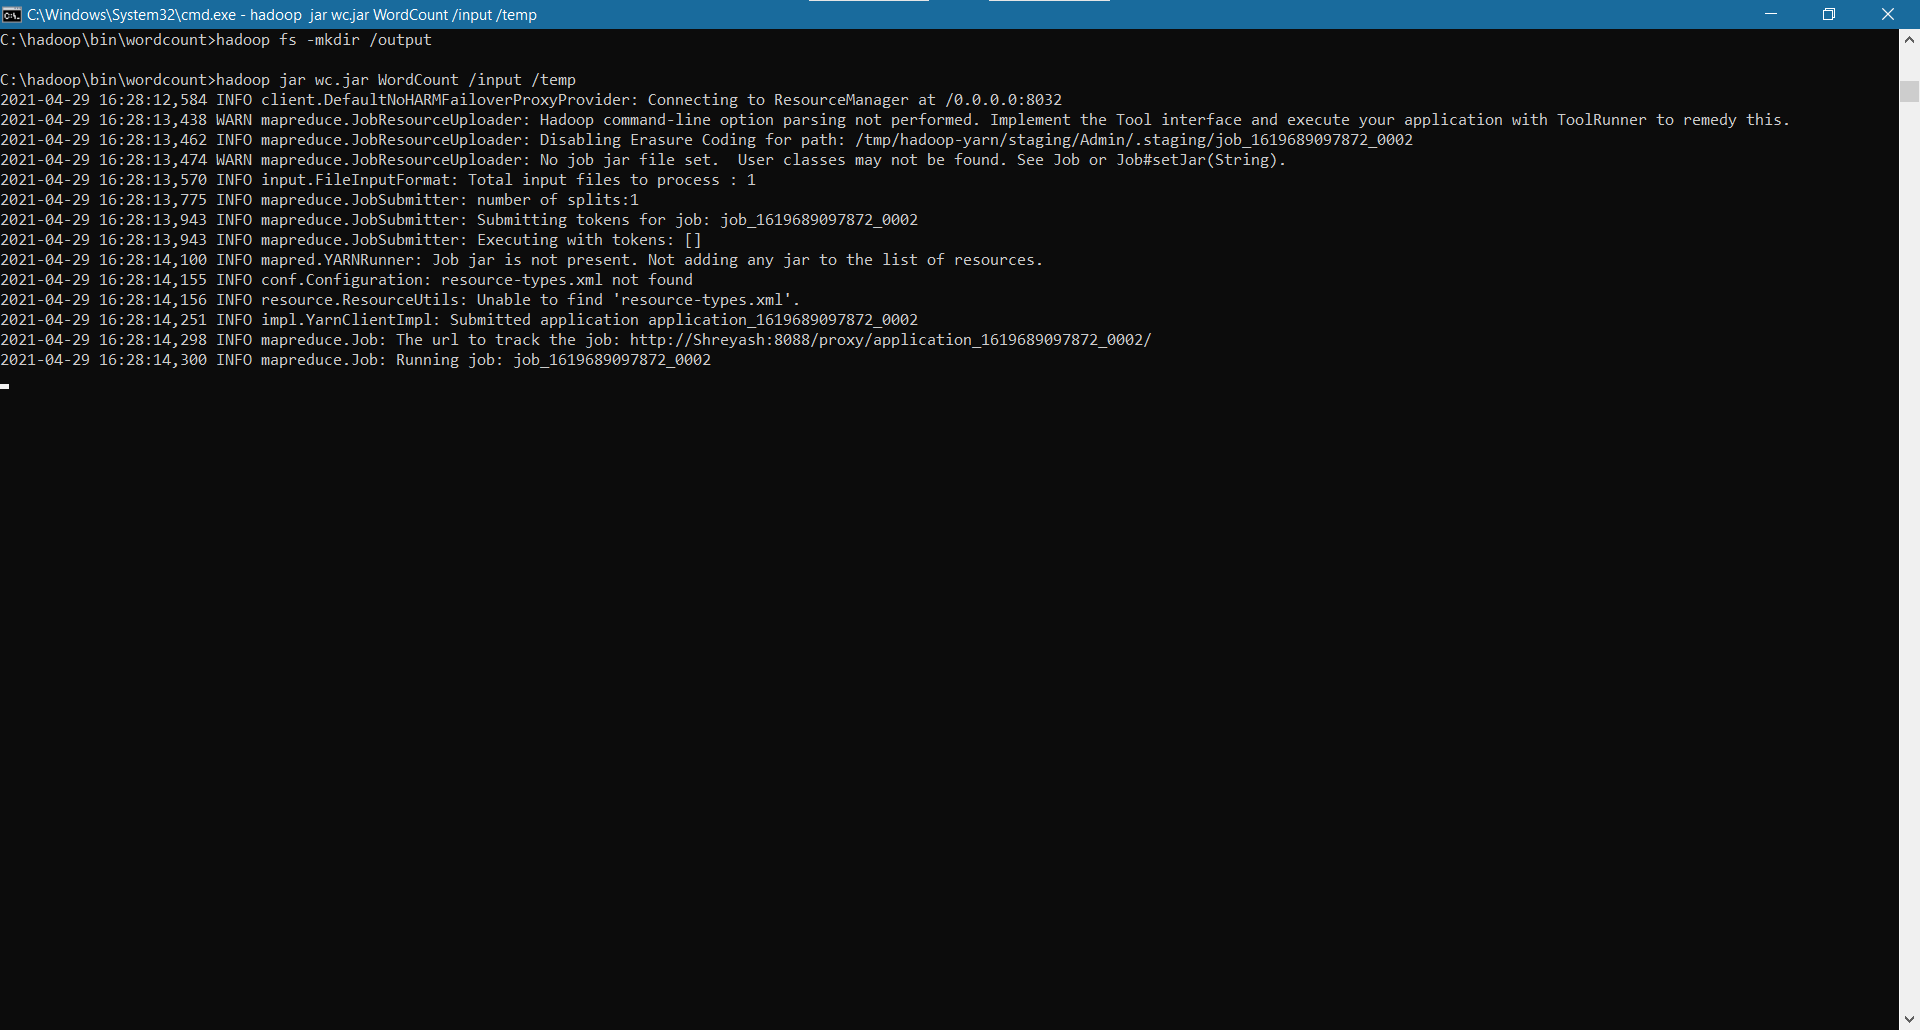 C:\Windows\System32\cmd.exe - hadoop  jar wc.jar WordCount /input /temp
C:\hadoop\bin\wordcount>hadoop fs -mkdir /output
C:\hadoop\bin\wordcount>hadoop jar wc.jar WordCount /input /temp
2021-04-29 16:28:12,584 INFO client.DefaultNoHARMFailoverProxyProvider: Connecting to ResourceManager at /0.0.0.0:8032
2021-04-29 16:28:13,438 WARN mapreduce.JobResourceUploader: Hadoop command-line option parsing not performed. Implement the Tool interface and execute your application with ToolRunner to remedy this.
2021-04-29 16:28:13,462 INFO mapreduce.JobResourceUploader: Disabling Erasure Coding for path: /tmp/hadoop-yarn/staging/Admin/.staging/job_1619689097872_0002
2021-04-29 16:28:13,474 WARN mapreduce.JobResourceUploader: No job jar file set.  User classes may not be found. See Job or Job#setJar(String).
2021-04-29 16:28:13,570 INFO input.FileInputFormat: Total input files to process : 1
2021-04-29 16:28:13,775 INFO mapreduce.JobSubmitter: number of splits:1
2021-04-29 16:28:13,943 INFO mapreduce.JobSubmitter: Submitting tokens for job: job_1619689097872_0002
2021-04-29 16:28:13,943 INFO mapreduce.JobSubmitter: Executing with tokens: []
2021-04-29 16:28:14,100 INFO mapred.YARNRunner: Job jar is not present. Not adding any jar to the list of resources.
2021-04-29 16:28:14,155 INFO conf.Configuration: resource-types.xml not found
2021-04-29 16:28:14,156 INFO resource.ResourceUtils: Unable to find 'resource-types.xml'.
2021-04-29 16:28:14,251 INFO impl.YarnClientImpl: Submitted application application_1619689097872_0002
2021-04-29 16:28:14,298 INFO mapreduce.Job: The url to track the job: http://Shreyash:8088/proxy/application_1619689097872_0002/
2021-04-29 16:28:14,300 INFO mapreduce.Job: Running job: job_1619689097872_0002